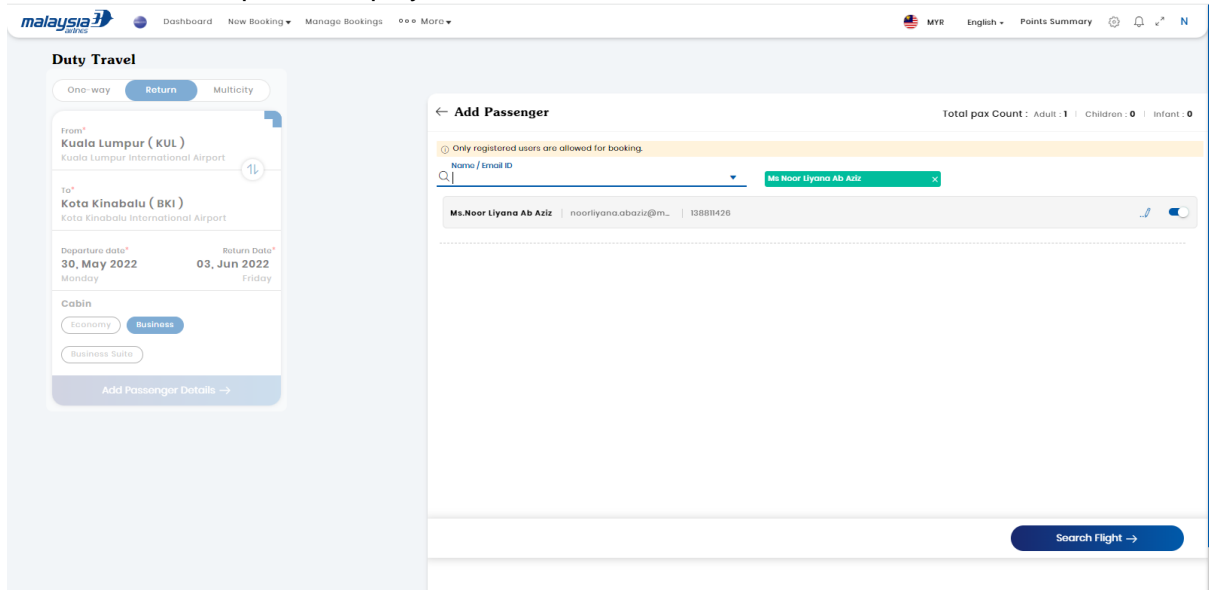 malaysia airlines Dashboard New Booking Manage Bookings More MYR English Points Summary N
Duty Travel
One-way Return Multicity
From*
Kuala Lumpur ( KUL )
Kuala Lumpur International Airport
To*
Kota Kinabalu ( BKI )
Kota Kinabalu International Airport
Departure date* Return Date*
30, May 2022 03, Jun 2022
Monday Friday
Cabin
Economy Business
Business Suite
Add Passenger Details →
← Add Passenger Total pax Count : Adult : 1 | Children : 0 | Infant : 0
Only registered users are allowed for booking.
Name / Email ID
Ms Noor Liyana Ab Aziz ×
Ms.Noor Liyana Ab Aziz | noorliyana.abaziz@m... | 138811426
Search Flight →